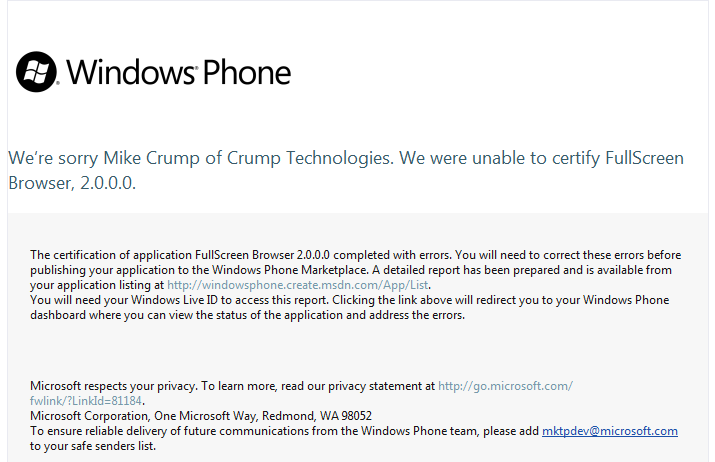 Windows® Phone
We're sorry Mike Crump of Crump Technologies. We were unable to certify FullScreen
Browser, 2.0.0.0.
The certification of application FullScreen Browser 2.0.0.0 completed with errors. You will need to correct these errors before
publishing your application to the Windows Phone Marketplace. A detailed report has been prepared and is available from
your application listing at http://windowsphone.create.msdn.com/App/List.
You will need your Windows Live ID to access this report. Clicking the link above will redirect you to your Windows Phone
dashboard where you can view the status of the application and address the errors.
Microsoft respects your privacy. To learn more, read our privacy statement at http://go.microsoft.com/
fwlink/?LinkId=81184.
Microsoft Corporation, One Microsoft Way, Redmond, WA 98052
To ensure reliable delivery of future communications from the Windows Phone team, please add mktpdev@microsoft.com
to your safe senders list.